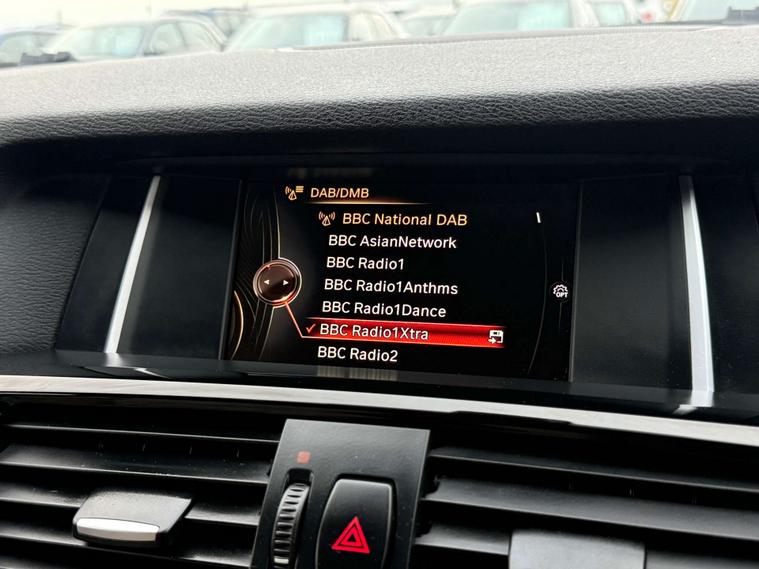 DAB/DMB
BBC National DAB
BBC AsianNetwork
BBC Radio1
BBC Radio1Anthms
BBC Radio1Dance
BBC Radio1Xtra
BBC Radio2
OPT